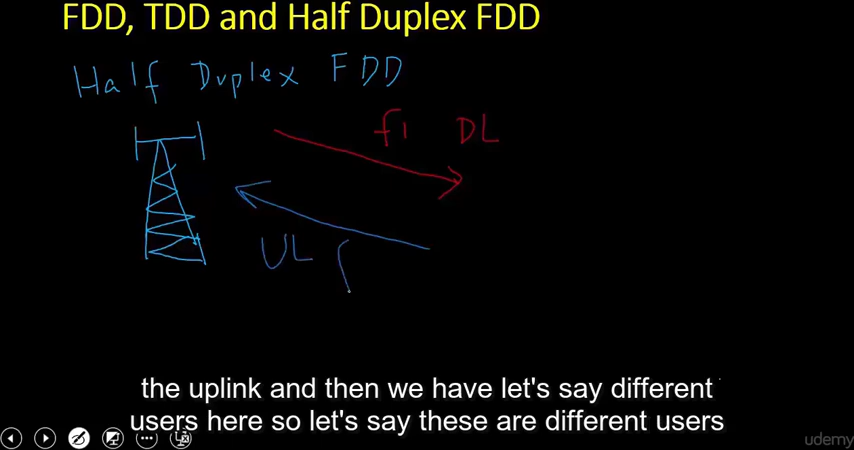 FDD, TDD and Half Duplex FDD
Half Duplex FDD
f1 DL
UL
the uplink and then we have let's say different
users here so let's say these are different users
udemy